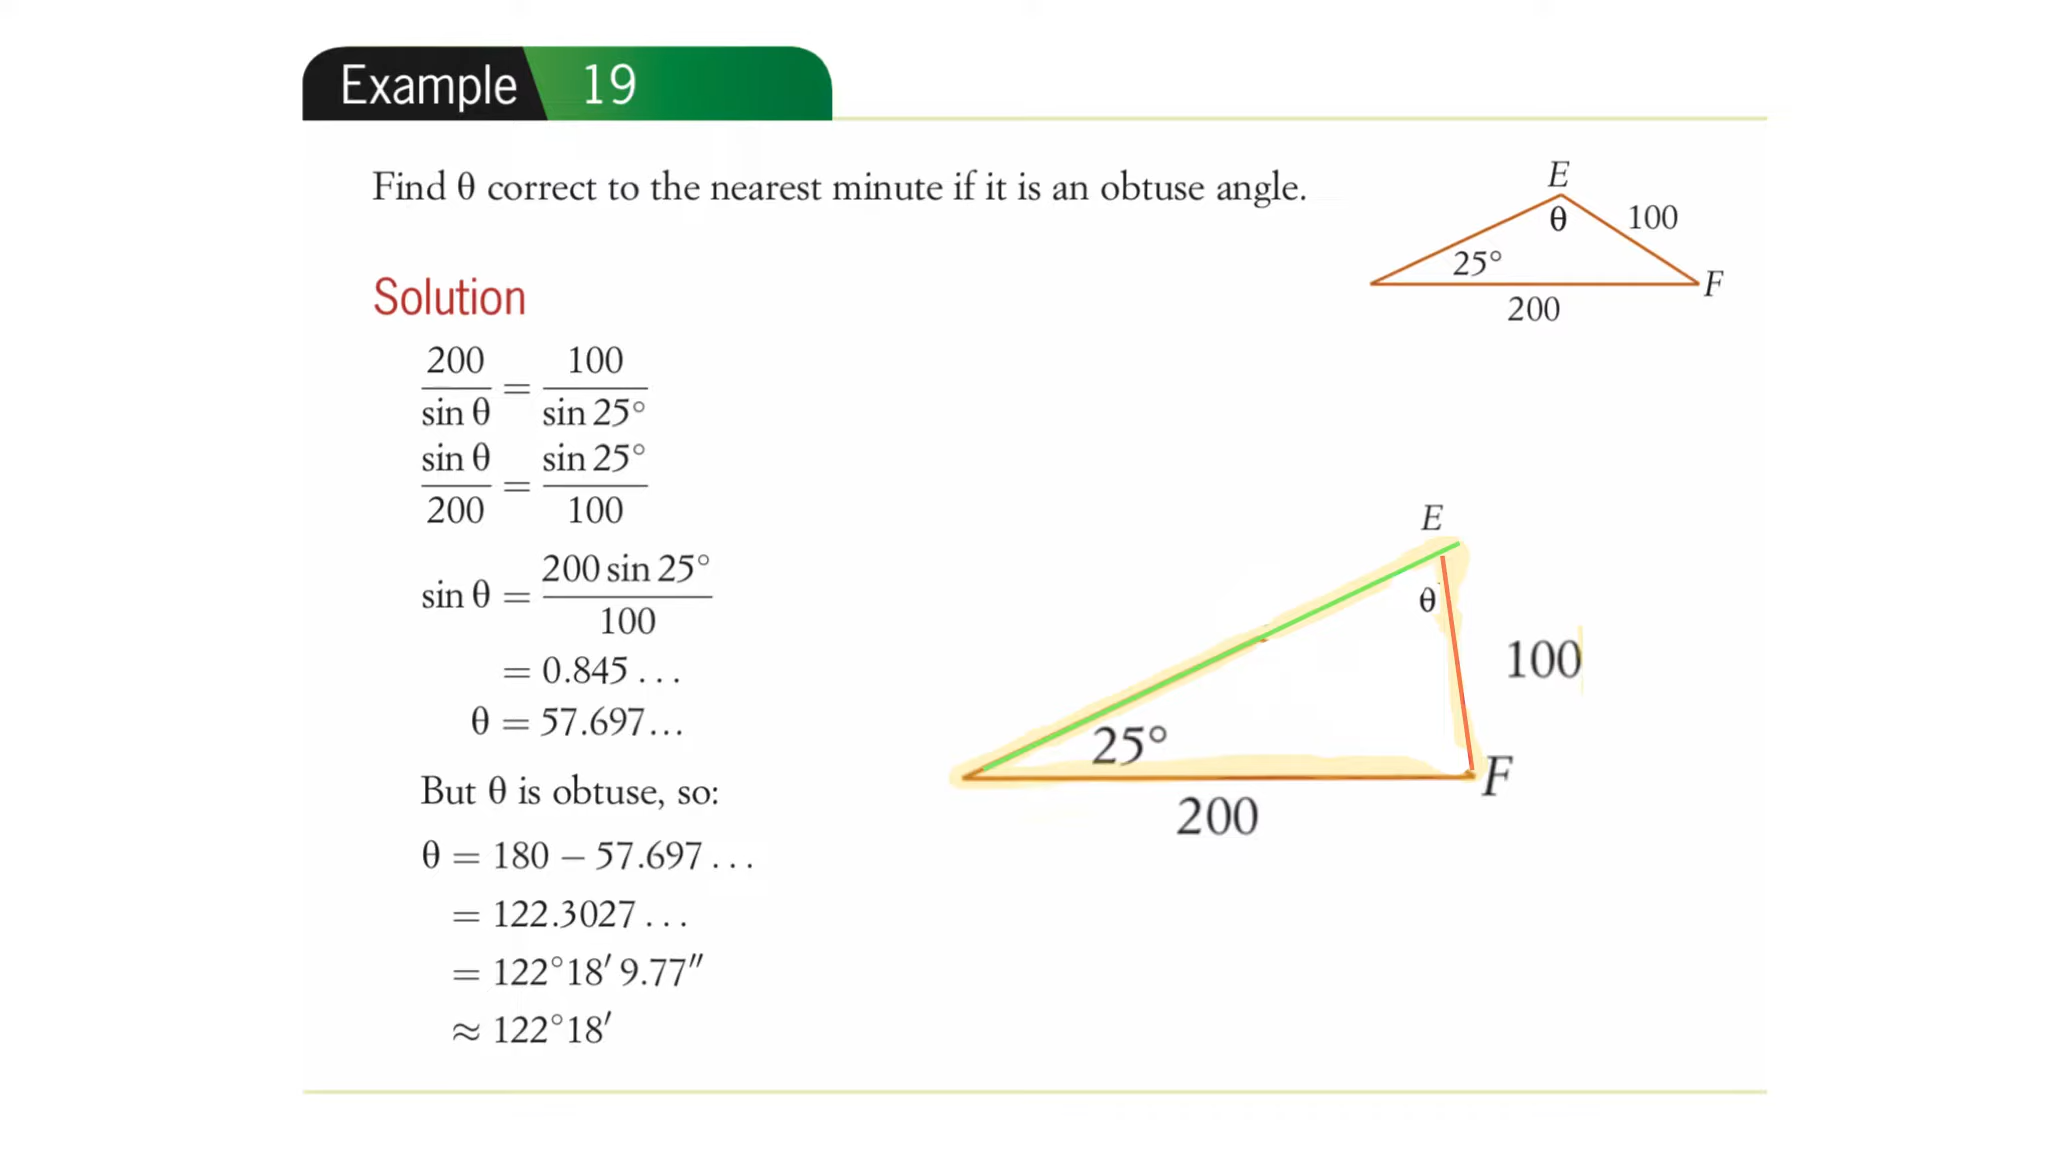 Example 19
Find θ correct to the nearest minute if it is an obtuse angle.
E
θ
100
25°
F
200
Solution
200/sin θ = 100/sin 25°
sin θ/200 = sin 25°/100
sin θ = 200 sin 25°/100
= 0.845...
θ = 57.697...
But θ is obtuse, so:
θ = 180 – 57.697...
= 122.3027...
= 122°18′ 9.77″
≈ 122°18′
E
θ
100
25°
F
200